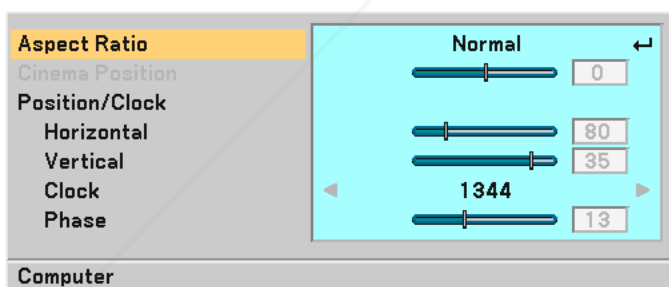 Aspect Ratio Normal
Cinema Position 0
Position/Clock
Horizontal 80
Vertical 35
Clock 1344
Phase 13
Computer